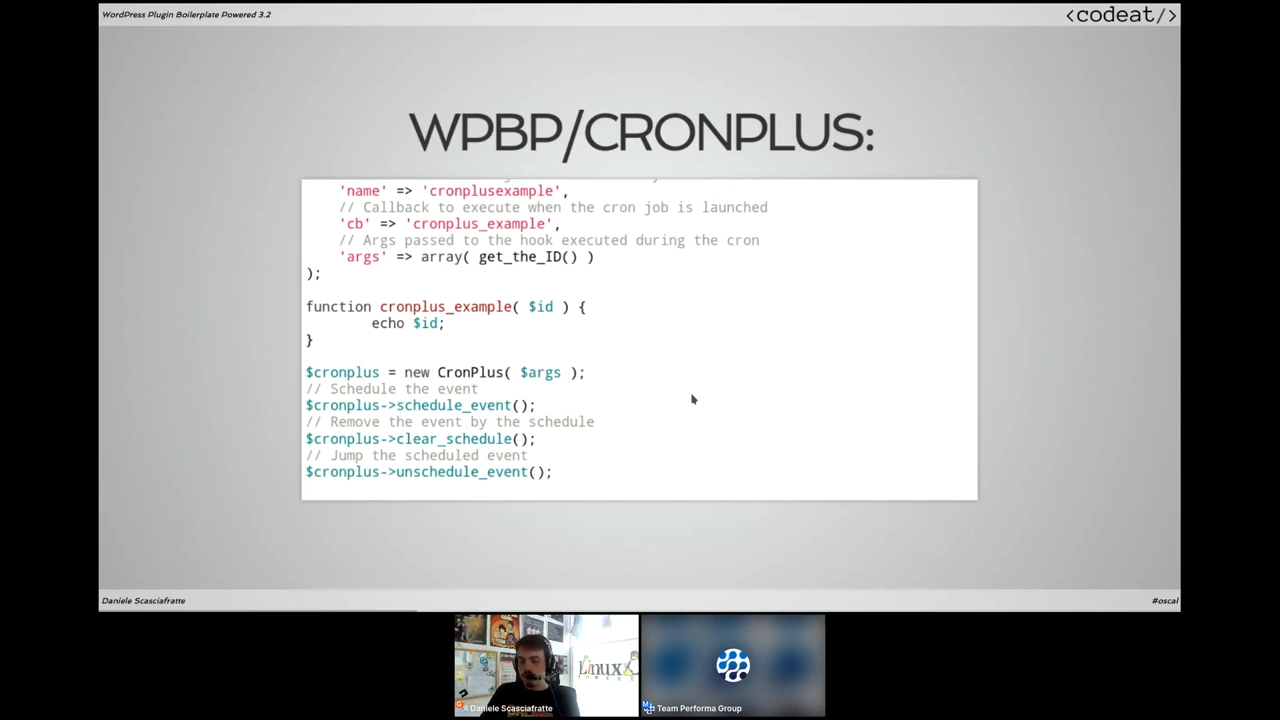 WordPress Plugin Boilerplate Powered 3.2
<codeat/>
WPBP/CRONPLUS:
'name' => 'cronplusexample',
// Callback to execute when the cron job is launched
'cb' => 'cronplus_example',
// Args passed to the hook executed during the cron
'args' => array( get_the_ID() )
);
function cronplus_example( $id ) {
echo $id;
}
$cronplus = new CronPlus( $args );
// Schedule the event
$cronplus->schedule_event();
// Remove the event by the schedule
$cronplus->clear_schedule();
// Jump the scheduled event
$cronplus->unschedule_event();
Daniele Scasciafratte
#oscal
Linux
Daniele Scasciafratte
Team Performa Group